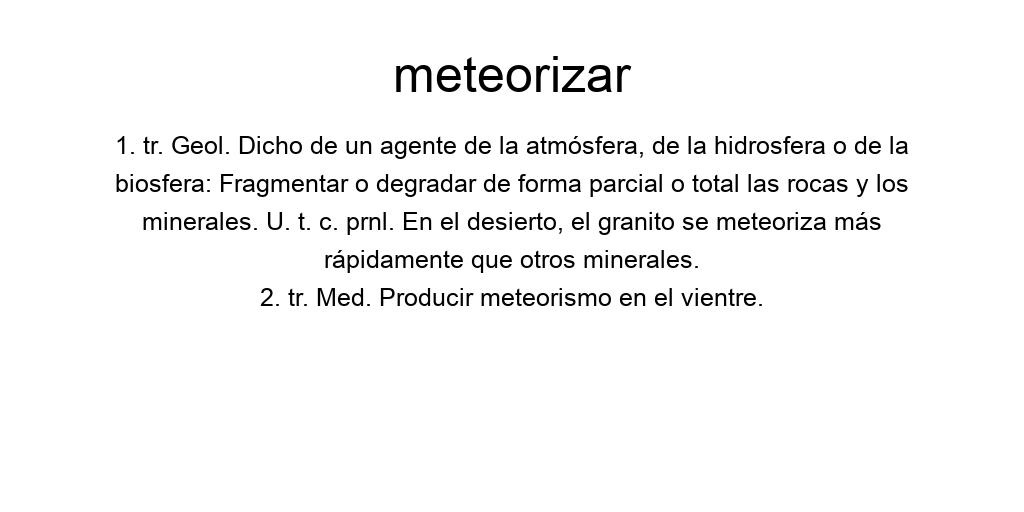 meteorizar
1. tr. Geol. Dicho de un agente de la atmósfera, de la hidrosfera o de la
biosfera: Fragmentar o degradar de forma parcial o total las rocas y los
minerales. U. t. c. prnl. En el desierto, el granito se meteoriza más
rápidamente que otros minerales.
2. tr. Med. Producir meteorismo en el vientre.